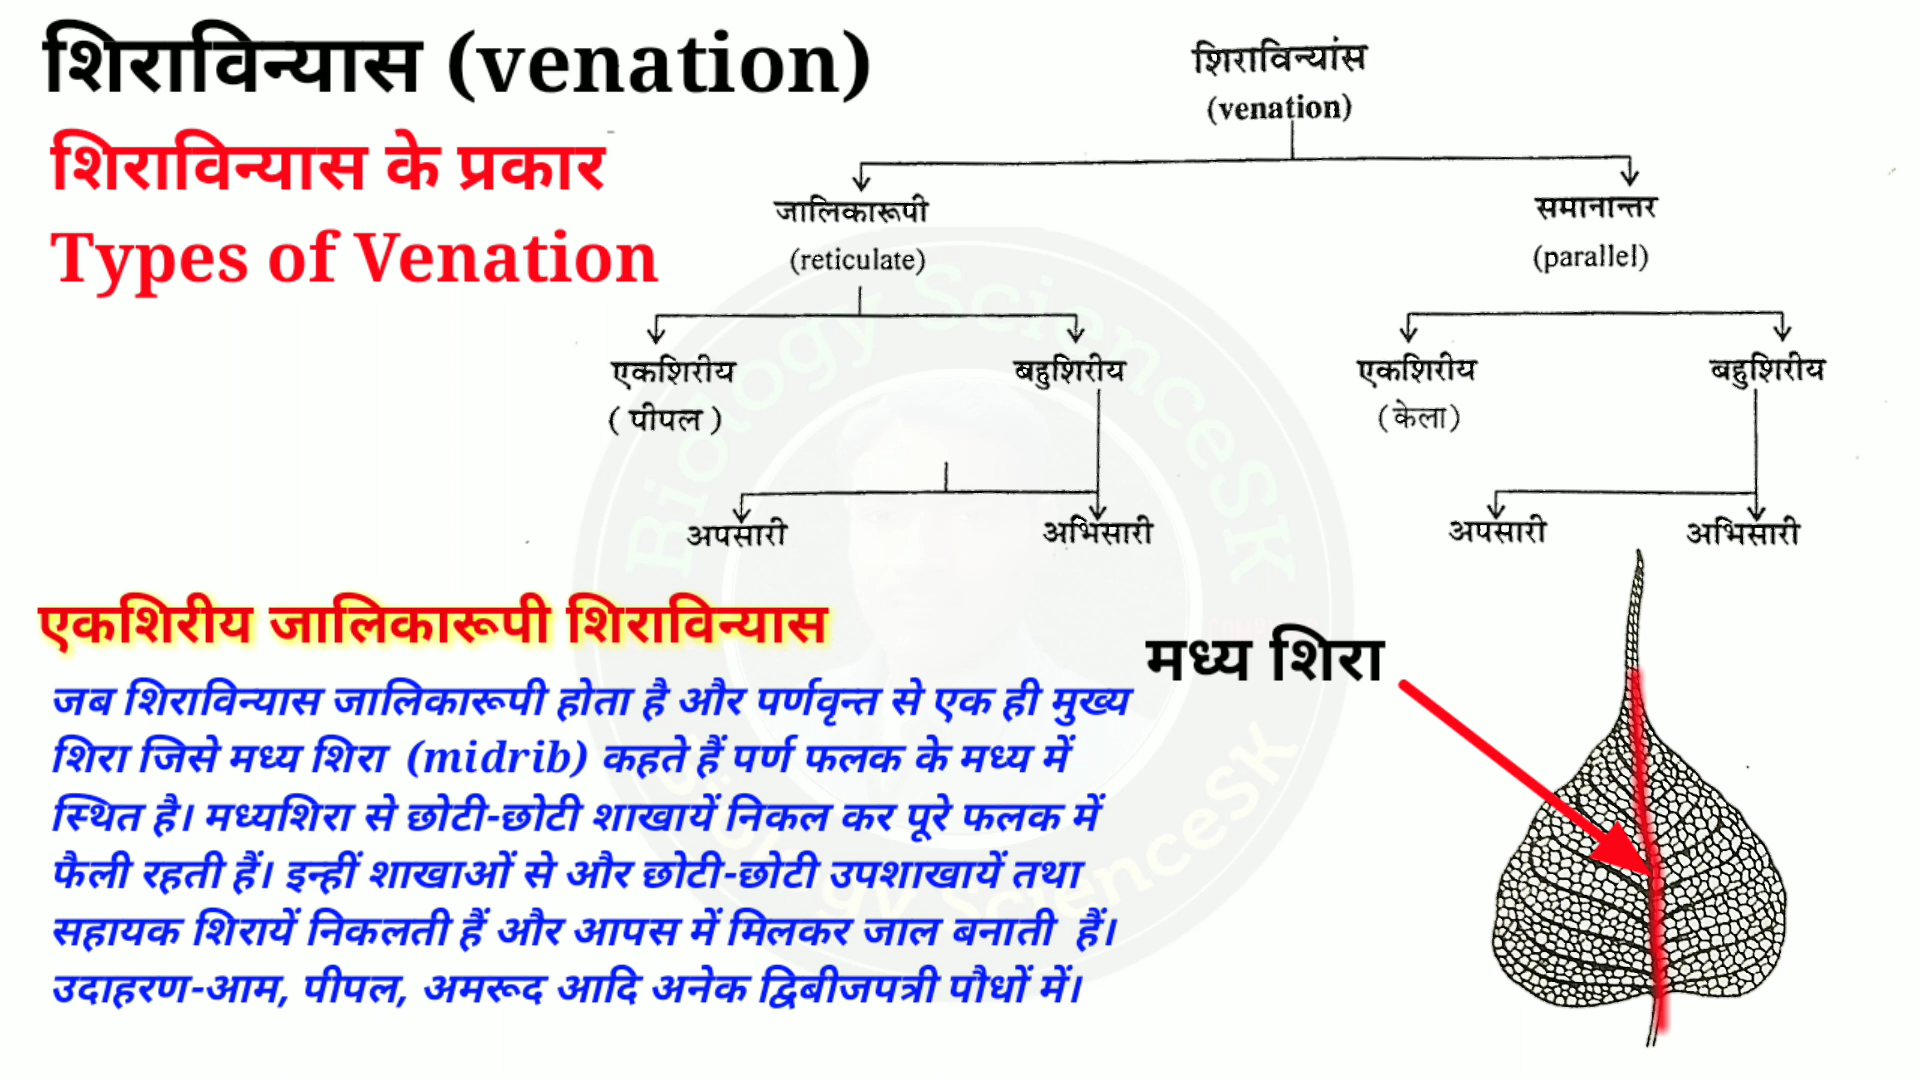 शिराविन्यास (venation)
शिराविन्यास के प्रकार
Types of Venation
शिराविन्यांस
(venation)
जालिकारूपी
(reticulate)
समानान्तर
(parallel)
एकशिरीय
(पीपल)
बहुशिरीय
एकशिरीय
(केला)
बहुशिरीय
अपसारी
अभिसारी
अपसारी
अभिसारी
एकशिरीय जालिकारूपी शिराविन्यास
जब शिराविन्यास जालिकारूपी होता है और पर्णवृन्त से एक ही मुख्य
शिरा जिसे मध्य शिरा (midrib) कहते हैं पर्ण फलक के मध्य में
स्थित है। मध्यशिरा से छोटी-छोटी शाखायें निकल कर पूरे फलक में
फैली रहती हैं। इन्हीं शाखाओं से और छोटी-छोटी उपशाखायें तथा
सहायक शिरायें निकलती हैं और आपस में मिलकर जाल बनाती हैं।
उदाहरण-आम, पीपल, अमरूद आदि अनेक द्विबीजपत्री पौधों में।
मध्य शिरा
Biology ScienceSK